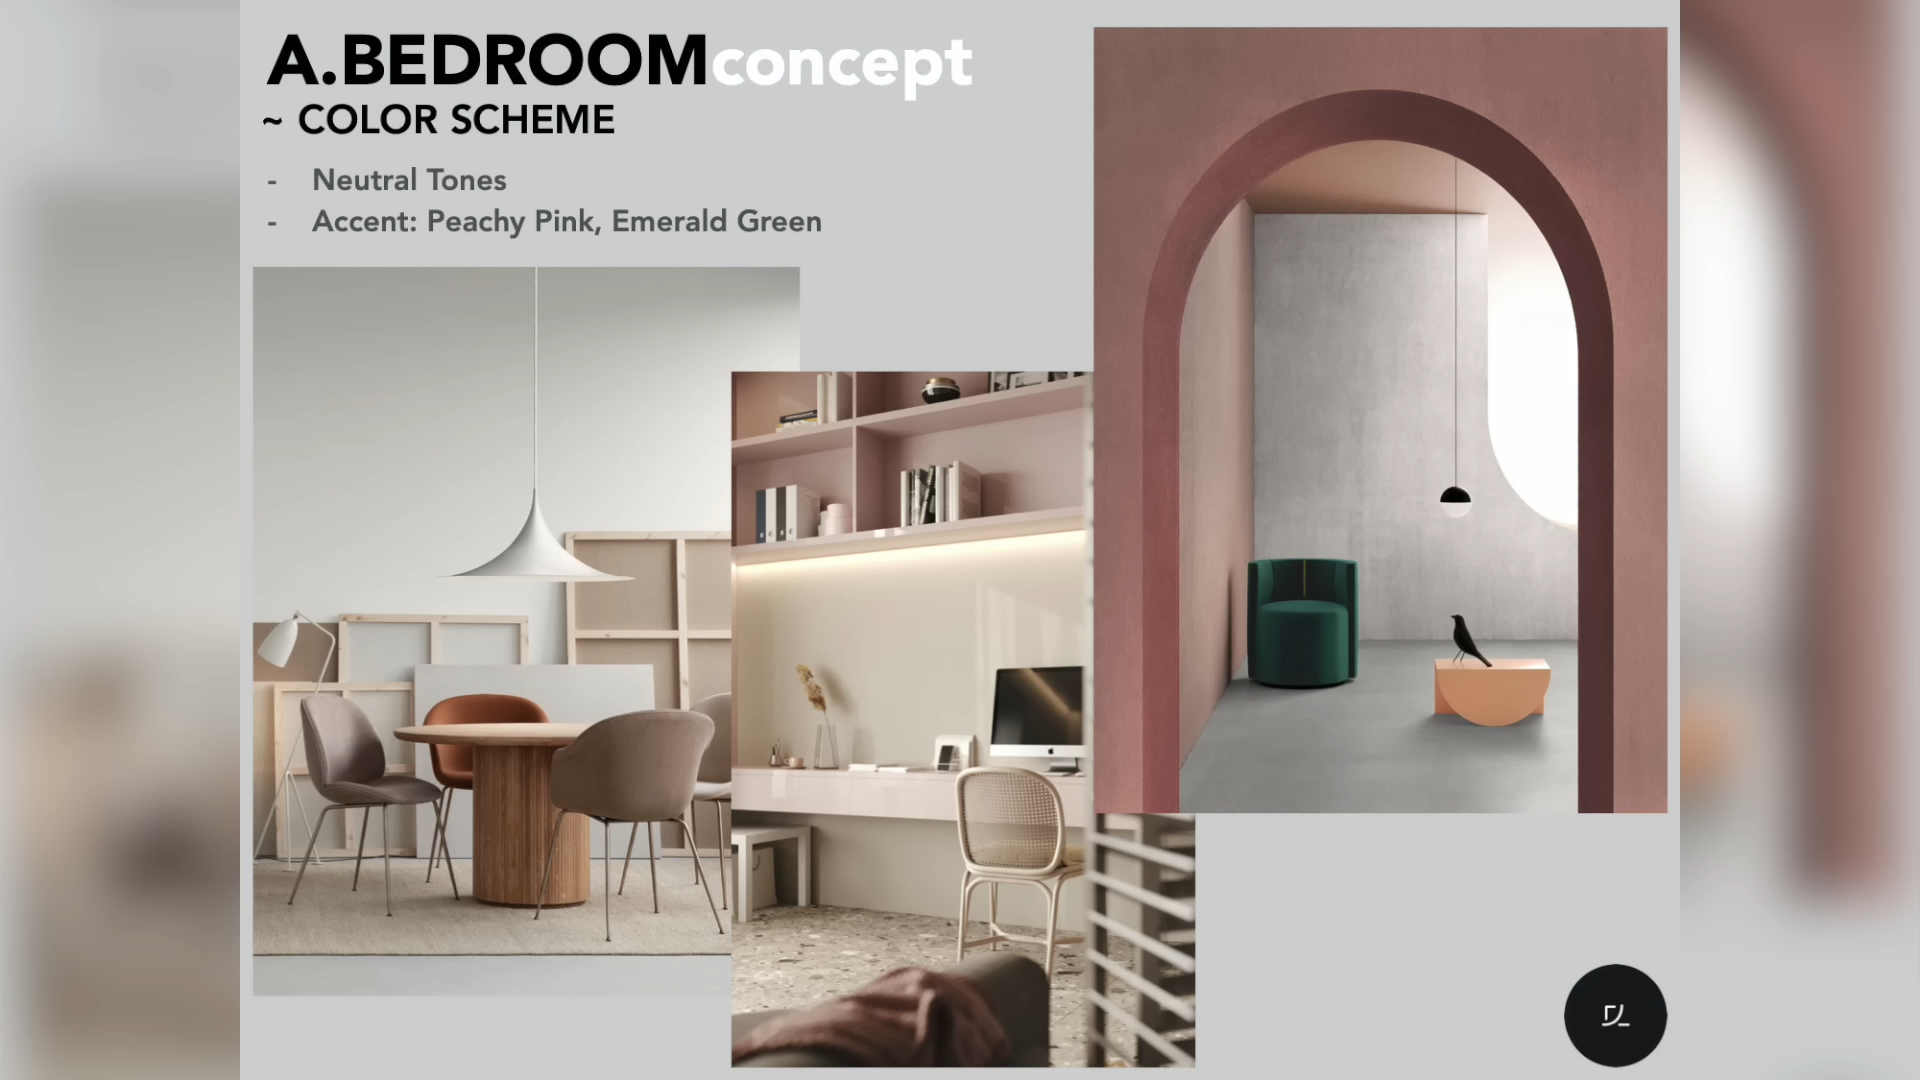 A.BEDROOMconcept
~ COLOR SCHEME
- Neutral Tones
- Accent: Peachy Pink, Emerald Green